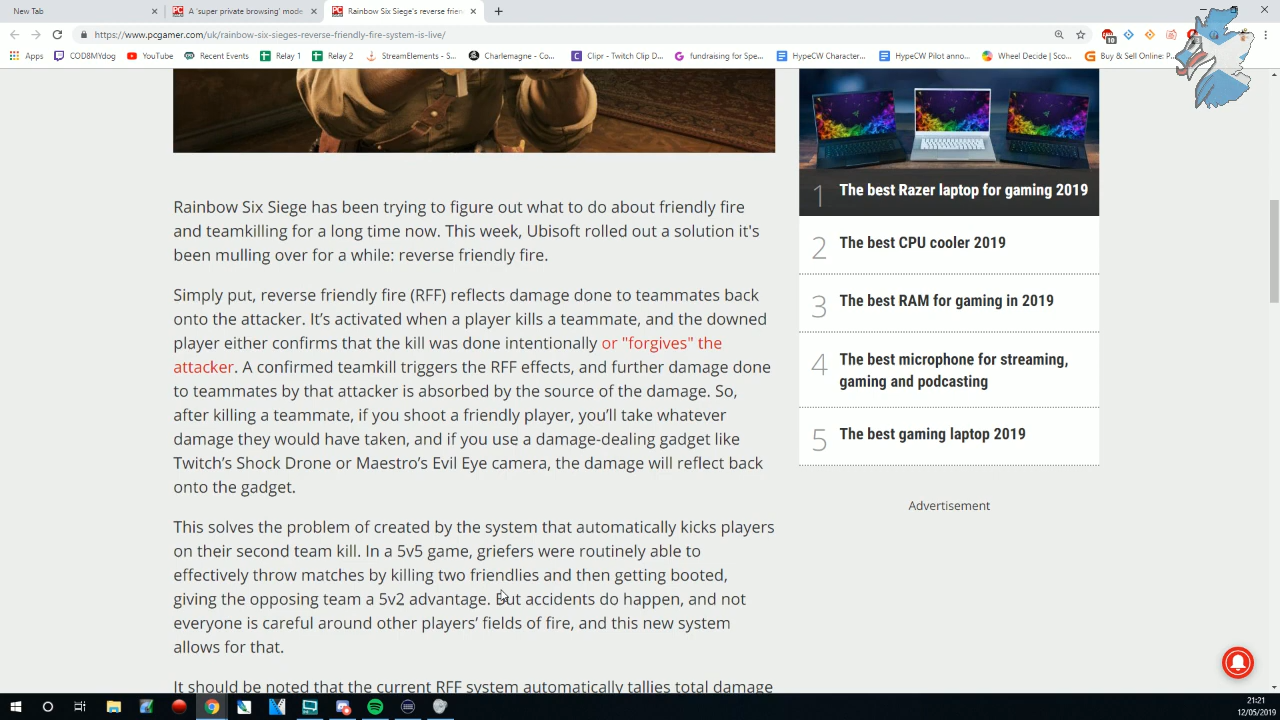 New Tab
A 'super private browsing' mode
Rainbow Six Siege's reverse frien
https://www.pcgamer.com/uk/rainbow-six-sieges-reverse-friendly-fire-system-is-live/
10
Apps
COD8MYdog
YouTube
Recent Events
Relay 1
Relay 2
StreamElements - S...
Charlemagne - Co...
Clipr - Twitch Clip D...
fundraising for Spe...
HypeCW Character...
HypeCW Pilot anno...
Wheel Decide | Sco...
Buy & Sell Online: P...
Rainbow Six Siege has been trying to figure out what to do about friendly fire
and teamkilling for a long time now. This week, Ubisoft rolled out a solution it's
been mulling over for a while: reverse friendly fire.
Simply put, reverse friendly fire (RFF) reflects damage done to teammates back
onto the attacker. It's activated when a player kills a teammate, and the downed
player either confirms that the kill was done intentionally or "forgives" the
attacker. A confirmed teamkill triggers the RFF effects, and further damage done
to teammates by that attacker is absorbed by the source of the damage. So,
after killing a teammate, if you shoot a friendly player, you'll take whatever
damage they would have taken, and if you use a damage-dealing gadget like
Twitch's Shock Drone or Maestro's Evil Eye camera, the damage will reflect back
onto the gadget.
This solves the problem of created by the system that automatically kicks players
on their second team kill. In a 5v5 game, griefers were routinely able to
effectively throw matches by killing two friendlies and then getting booted,
giving the opposing team a 5v2 advantage. But accidents do happen, and not
everyone is careful around other players' fields of fire, and this new system
allows for that.
It should be noted that the current RFF system automatically tallies total damage
1 The best Razer laptop for gaming 2019
2 The best CPU cooler 2019
3 The best RAM for gaming in 2019
4 The best microphone for streaming,
gaming and podcasting
5 The best gaming laptop 2019
Advertisement
21:21
12/05/2019